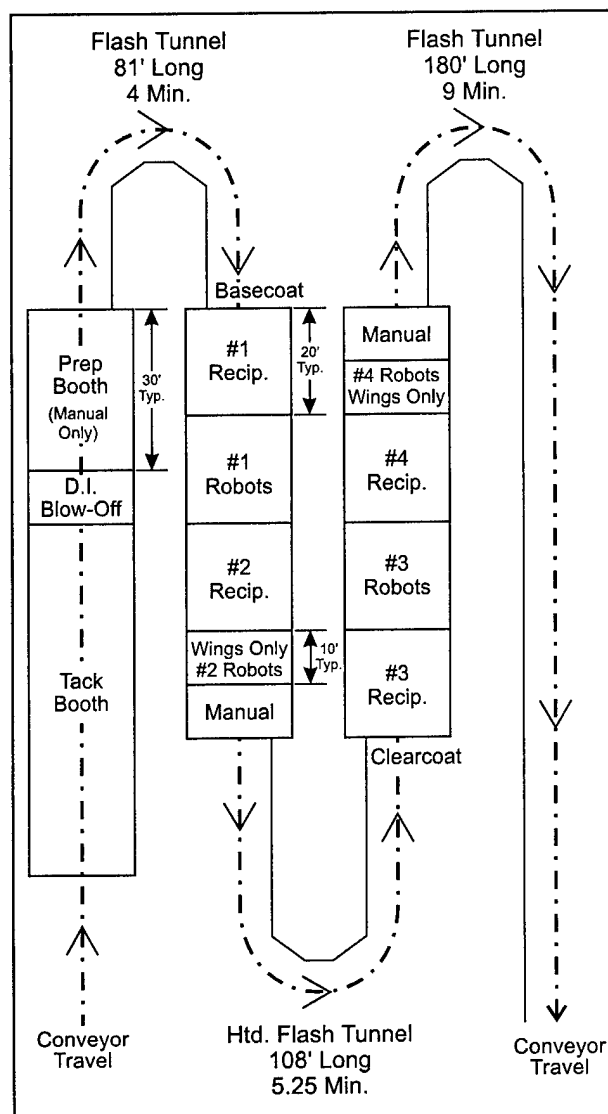 Flash Tunnel
81' Long
4 Min.
Flash Tunnel
180' Long
9 Min.
Prep
Booth
(Manual
Only)
30'
Typ.
D.I.
Blow-Off
Tack
Booth
Conveyor
Travel
Basecoat
#1
Recip.
20'
Typ.
#1
Robots
#2
Recip.
Wings Only
#2 Robots
10'
Typ.
Manual
Htd. Flash Tunnel
108' Long
5.25 Min.
Manual
#4 Robots
Wings Only
#4
Recip.
#3
Robots
#3
Recip.
Clearcoat
Conveyor
Travel